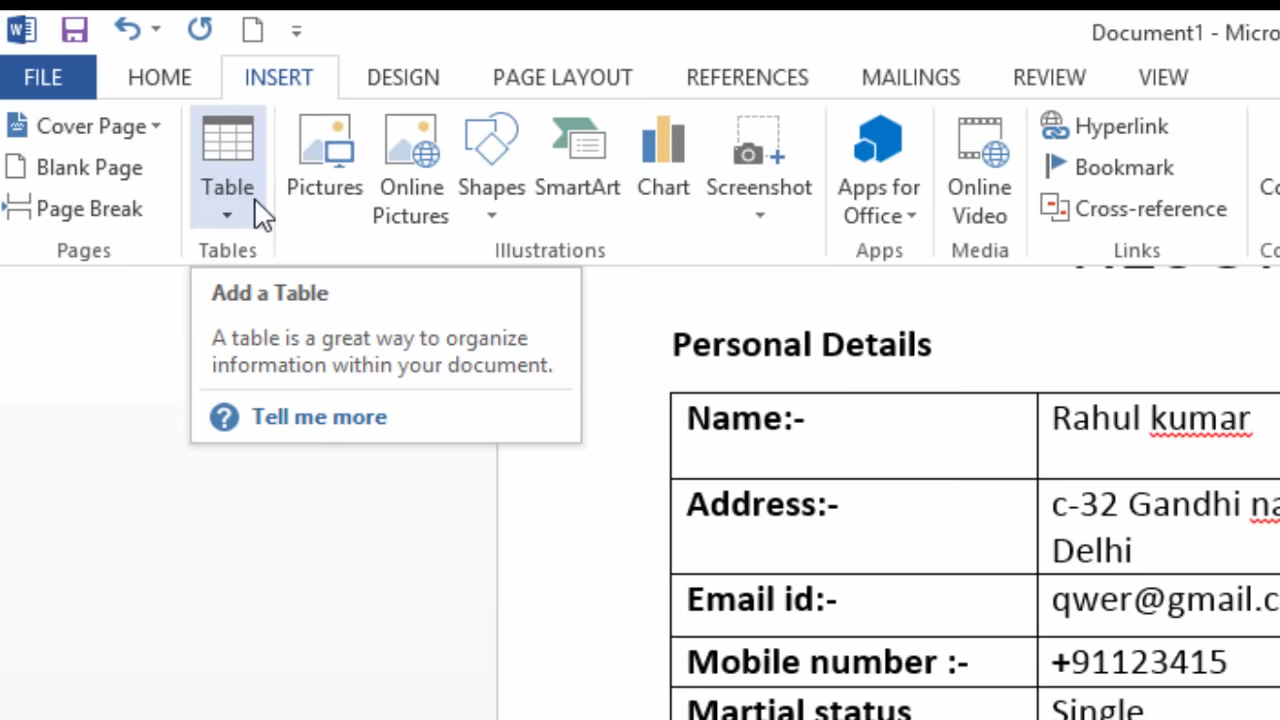 Document1 - Micro
FILE HOME INSERT DESIGN PAGE LAYOUT REFERENCES MAILINGS REVIEW VIEW
Cover Page
Blank Page
Page Break
Pages
Table
Tables
Pictures
Online
Pictures
Shapes
SmartArt
Chart
Screenshot
Illustrations
Apps for
Office
Apps
Online
Video
Media
Hyperlink
Bookmark
Cross-reference
Links
Add a Table
A table is a great way to organize
information within your document.
Tell me more
Personal Details
Name:- Rahul kumar
Address:- c-32 Gandhi na
Delhi
Email id:- qwer@gmail.c
Mobile number :- +91123415
Martial status Single